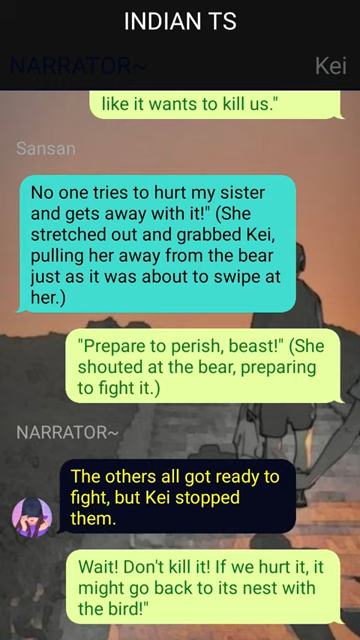 INDIAN TS
NARRATOR~
Kei
like it wants to kill us."
Sansan
No one tries to hurt my sister
and gets away with it!" (She
stretched out and grabbed Kei,
pulling her away from the bear
just as it was about to swipe at
her.)
"Prepare to perish, beast!" (She
shouted at the bear, preparing
to fight it.)
NARRATOR~
The others all got ready to
fight, but Kei stopped
them.
Wait! Don't kill it! If we hurt it, it
might go back to its nest with
the bird!"